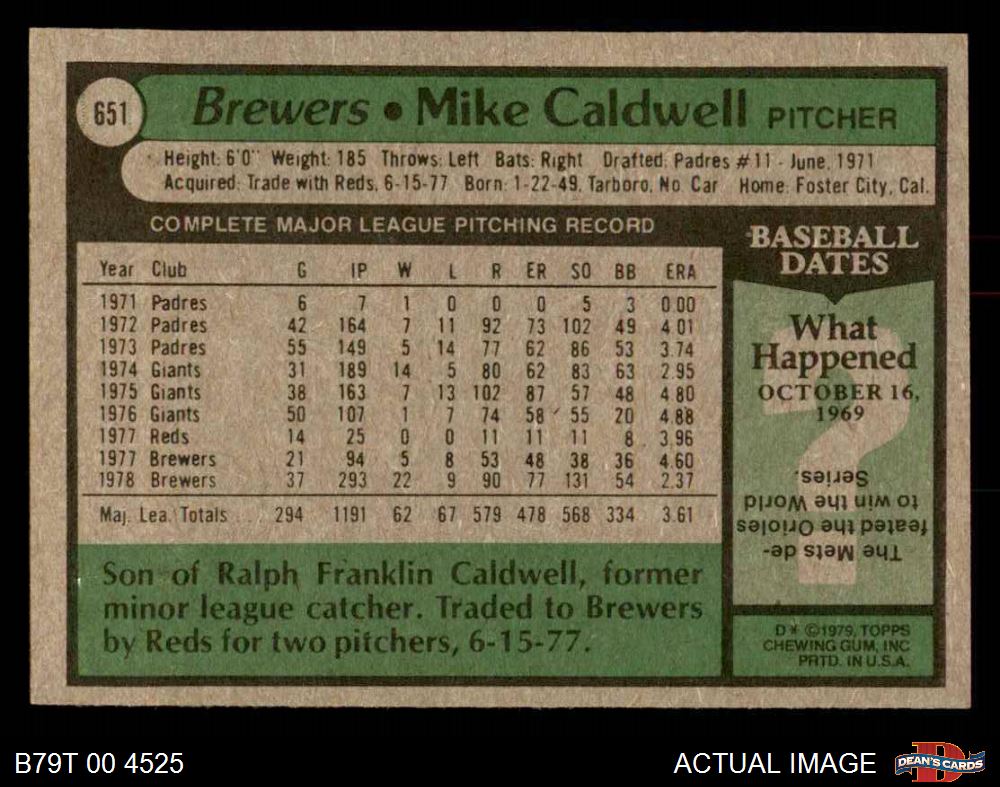 651
Brewers • Mike Caldwell PITCHER
Height: 6'0" Weight: 185 Throws: Left Bats: Right Drafted: Padres #11 - June, 1971
Acquired: Trade with Reds, 6-15-77 Born: 1-22-49, Tarboro, No. Car Home: Foster City, Cal.
COMPLETE MAJOR LEAGUE PITCHING RECORD
Year Club G IP W L R ER SO BB ERA
1971 Padres 6 7 1 0 0 0 5 3 0.00
1972 Padres 42 164 7 11 92 73 102 49 4.01
1973 Padres 55 149 5 14 77 62 86 53 3.74
1974 Giants 31 189 14 5 80 62 83 63 2.95
1975 Giants 38 163 7 13 102 87 57 48 4.80
1976 Giants 50 107 1 7 74 58 55 20 4.88
1977 Reds 14 25 0 0 11 11 11 8 3.96
1977 Brewers 21 94 5 8 53 48 38 36 4.60
1978 Brewers 37 293 22 9 90 77 131 54 2.37
Maj. Lea. Totals 294 1191 62 67 579 478 568 334 3.61
Son of Ralph Franklin Caldwell, former
minor league catcher. Traded to Brewers
by Reds for two pitchers, 6-15-77.
BASEBALL
DATES
What
Happened
OCTOBER 16,
1969
?
The Mets de-
feated the Orioles
to win the World
Series.
D* ©1979, TOPPS
CHEWING GUM, INC
PRTD. IN U.S.A.
B79T 00 4525
ACTUAL IMAGE
DEAN'S CARDS